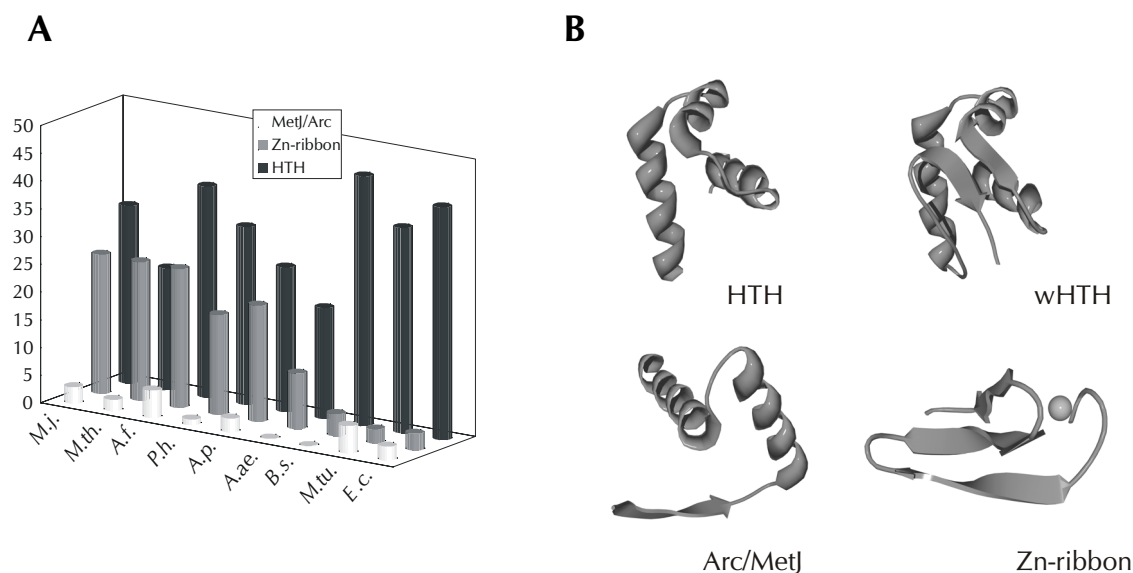 A
B
50
45
40
35
30
25
20
15
10
5
0
MetJ/Arc
Zn-ribbon
HTH
M.j.
M.th.
A.f.
P.h.
A.p.
A.ae.
B.s.
M.tu.
E.c.
HTH
wHTH
Arc/MetJ
Zn-ribbon